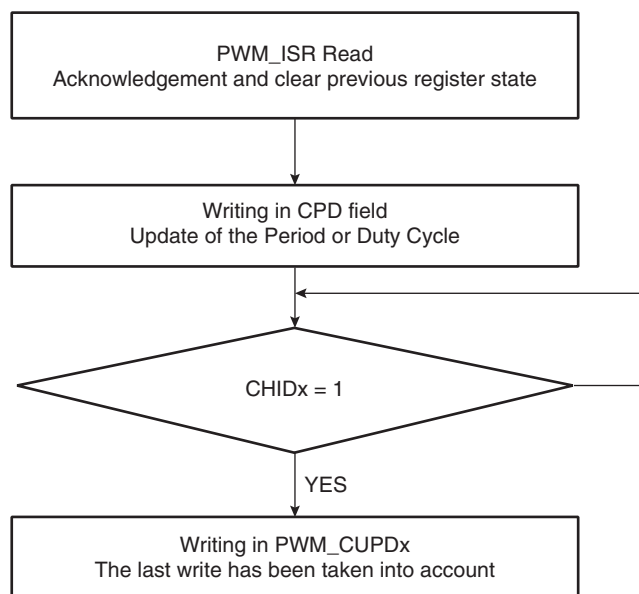 PWM_ISR Read
Acknowledgement and clear previous register state
Writing in CPD field
Update of the Period or Duty Cycle
CHIDx = 1
YES
Writing in PWM_CUPDx
The last write has been taken into account